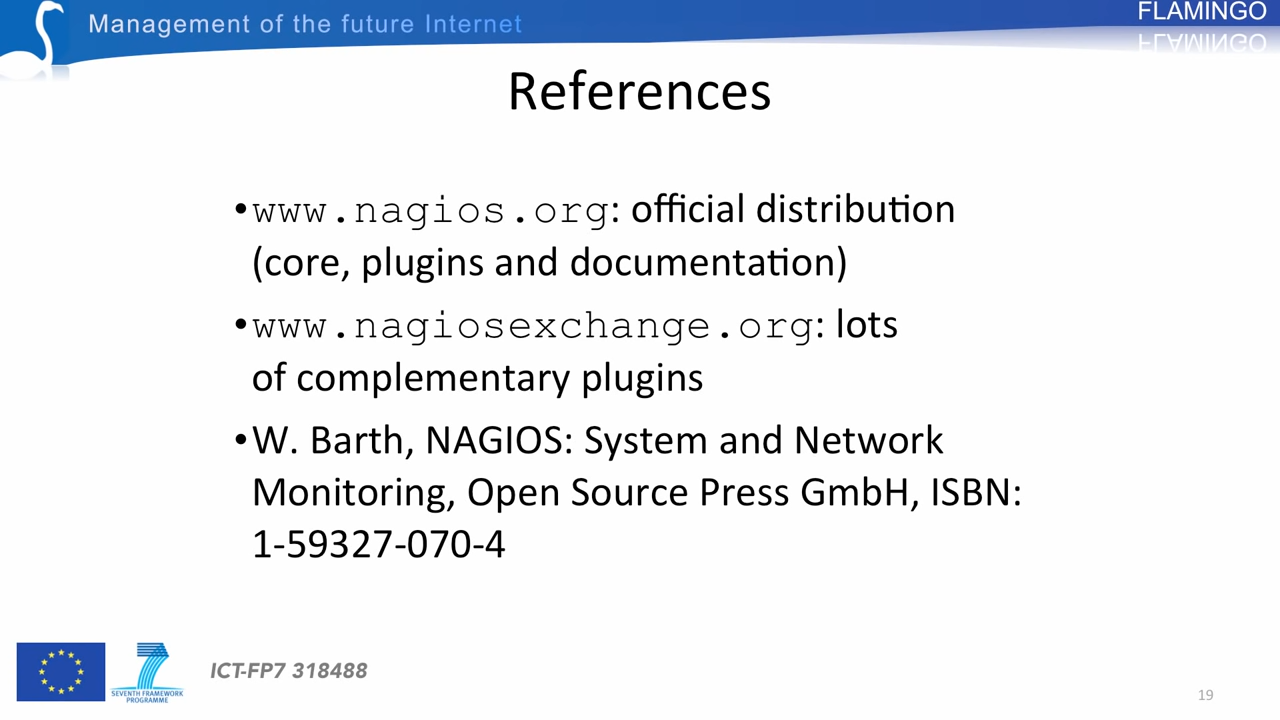 Management of the future Internet
FLAMINGO
References
•www.nagios.org: official distribution
(core, plugins and documentation)
•www.nagiosexchange.org: lots
of complementary plugins
•W. Barth, NAGIOS: System and Network
Monitoring, Open Source Press GmbH, ISBN:
1-59327-070-4
SEVENTH FRAMEWORK
PROGRAMME
ICT-FP7 318488
19